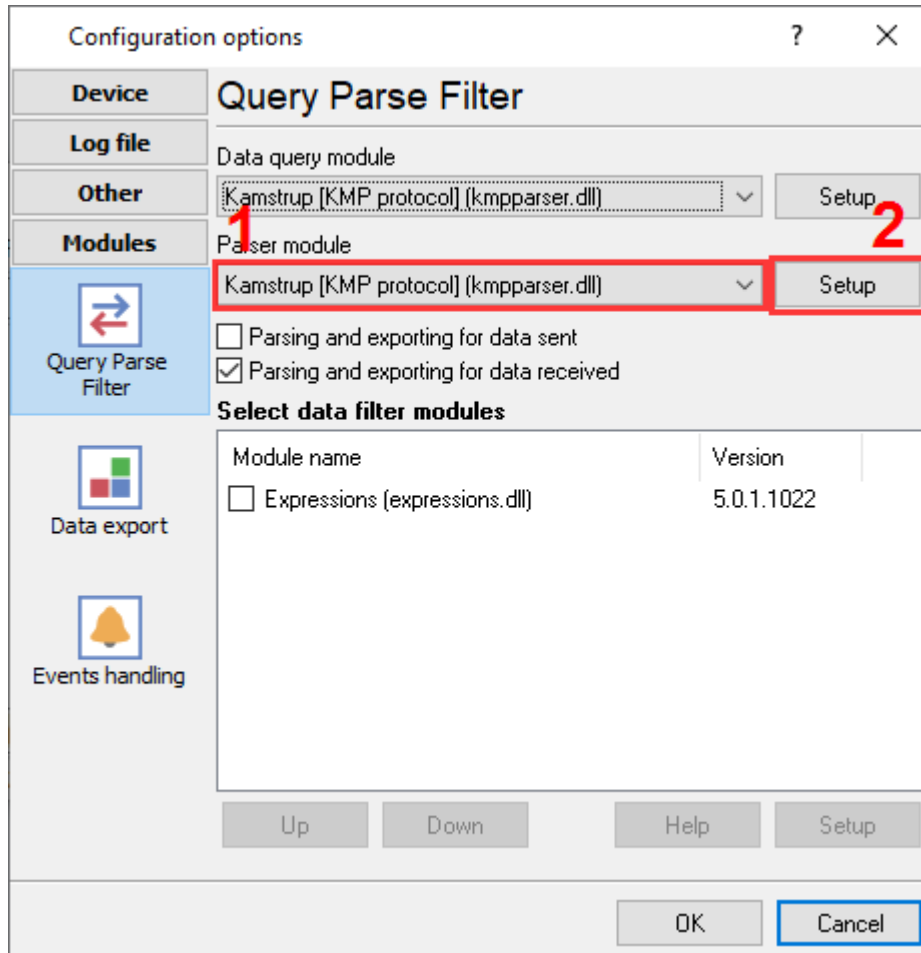 Configuration options
?
Device
Log file
Other
Modules
Query Parse
Filter
Data export
Events handling
Query Parse Filter
Data query module
Kamstrup [KMP protocol] (kmpparser.dll)
Setup
1
2
Parser module
Kamstrup [KMP protocol] (kmpparser.dll)
Setup
Parsing and exporting for data sent
Parsing and exporting for data received
Select data filter modules
Module name Version
Expressions (expressions.dll) 5.0.1.1022
Up Down Help Setup
OK Cancel